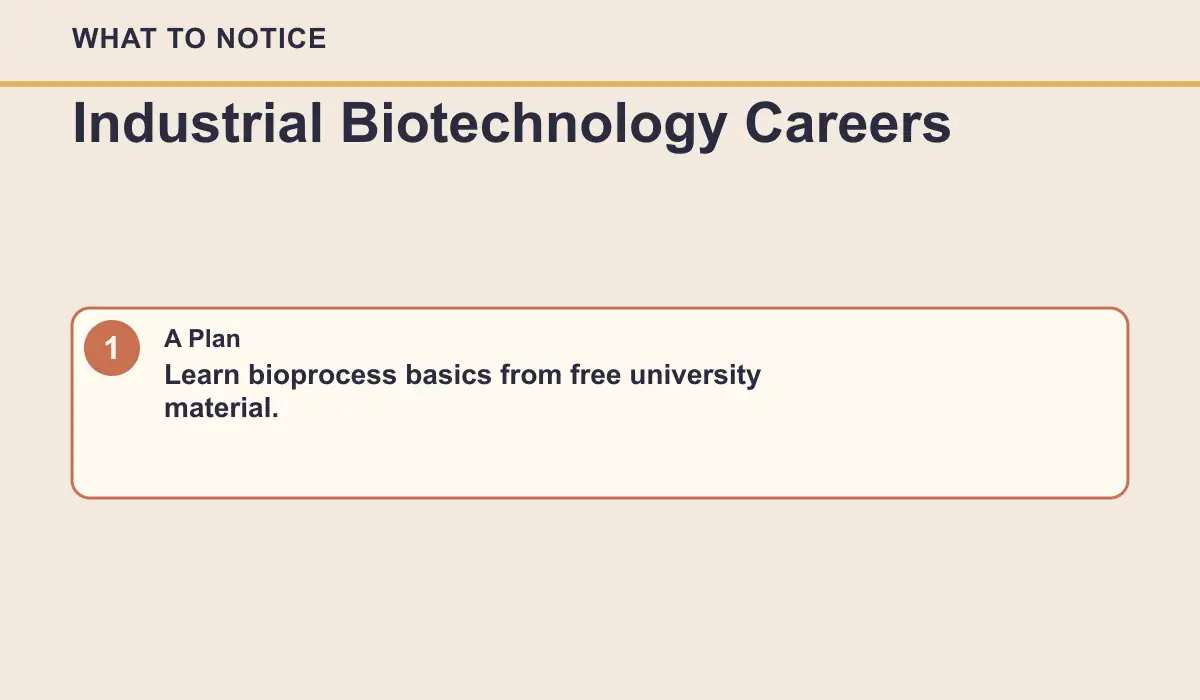 WHAT TO NOTICE
Industrial Biotechnology Careers
1
A Plan
Learn bioprocess basics from free university
material.